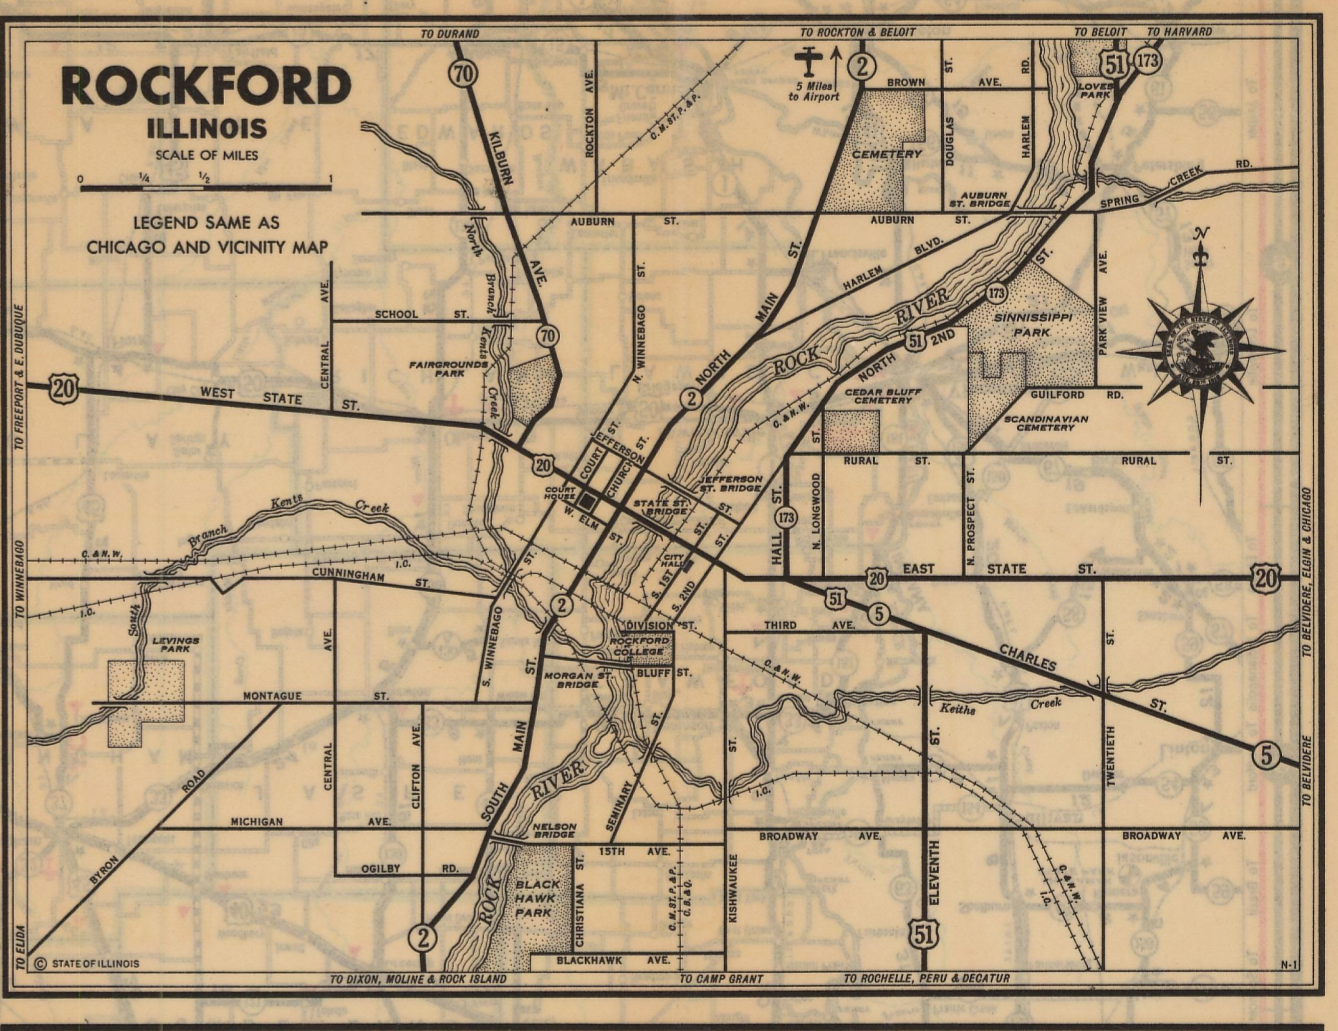 TO DURAND
TO ROCKTON & BELOIT
TO BELOIT
TO HARVARD
ROCKFORD
ILLINOIS
SCALE OF MILES
0 ¼ ½ 1
LEGEND SAME AS
CHICAGO AND VICINITY MAP
70
KILBURN
AVE.
70
ROCKTON AVE.
C. M. ST. P. & P.
5 Miles
to Airport
2
BROWN AVE.
CEMETERY
DOUGLAS ST.
HARLEM RD.
LOVES
PARK
51
173
AUBURN
ST. BRIDGE
SPRING CREEK RD.
AUBURN ST.
AUBURN ST.
HARLEM BLVD.
North Branch Kents Creek
SCHOOL ST.
CENTRAL AVE.
FAIRGROUNDS
PARK
N. WINNEBAGO ST.
NORTH MAIN ST.
2
ROCK RIVER
173
51
NORTH 2ND ST.
SINNISSIPPI
PARK
PARK VIEW AVE.
N
GUILFORD RD.
SCANDINAVIAN
CEMETERY
CEDAR BLUFF
CEMETERY
C. & N. W.
TO FREEPORT & E. DUBUQUE
20
WEST STATE ST.
20
JEFFERSON ST.
COURT ST.
CHURCH ST.
COURT
HOUSE
W. ELM ST.
STATE ST.
BRIDGE
JEFFERSON
ST. BRIDGE
CITY
HALL
S. 1ST ST.
S. 2ND ST.
RURAL ST.
RURAL ST.
HALL ST.
173
N. LONGWOOD ST.
N. PROSPECT ST.
20
EAST STATE ST.
20
TO BELVIDERE, ELGIN & CHICAGO
51
5
CHARLES ST.
5
TO BELVIDERE
TO WINNEBAGO
C. & N. W.
I.C.
I.C.
South Branch Kents Creek
CUNNINGHAM ST.
LEVINGS
PARK
S. WINNEBAGO ST.
2
DIVISION ST.
ROCKFORD
COLLEGE
BLUFF ST.
MORGAN ST.
BRIDGE
THIRD AVE.
C. & N. W.
Keiths Creek
TWENTIETH ST.
MONTAGUE ST.
CENTRAL AVE.
CLIFTON AVE.
SOUTH MAIN ST.
RIVER
SEMINARY ST.
I.C.
BYRON ROAD
MICHIGAN AVE.
OGILBY RD.
NELSON
BRIDGE
15TH AVE.
BROADWAY AVE.
BROADWAY AVE.
ROCK
BLACK
HAWK
PARK
CHRISTIANA ST.
C. M. ST. P. & P.
C. B. & Q.
KISHWAUKEE ST.
ELEVENTH ST.
51
C. & N. W.
I.C.
BLACKHAWK AVE.
2
TO ELIDA
© STATE OF ILLINOIS
N-1
TO DIXON, MOLINE & ROCK ISLAND
TO CAMP GRANT
TO ROCHELLE, PERU & DECATUR